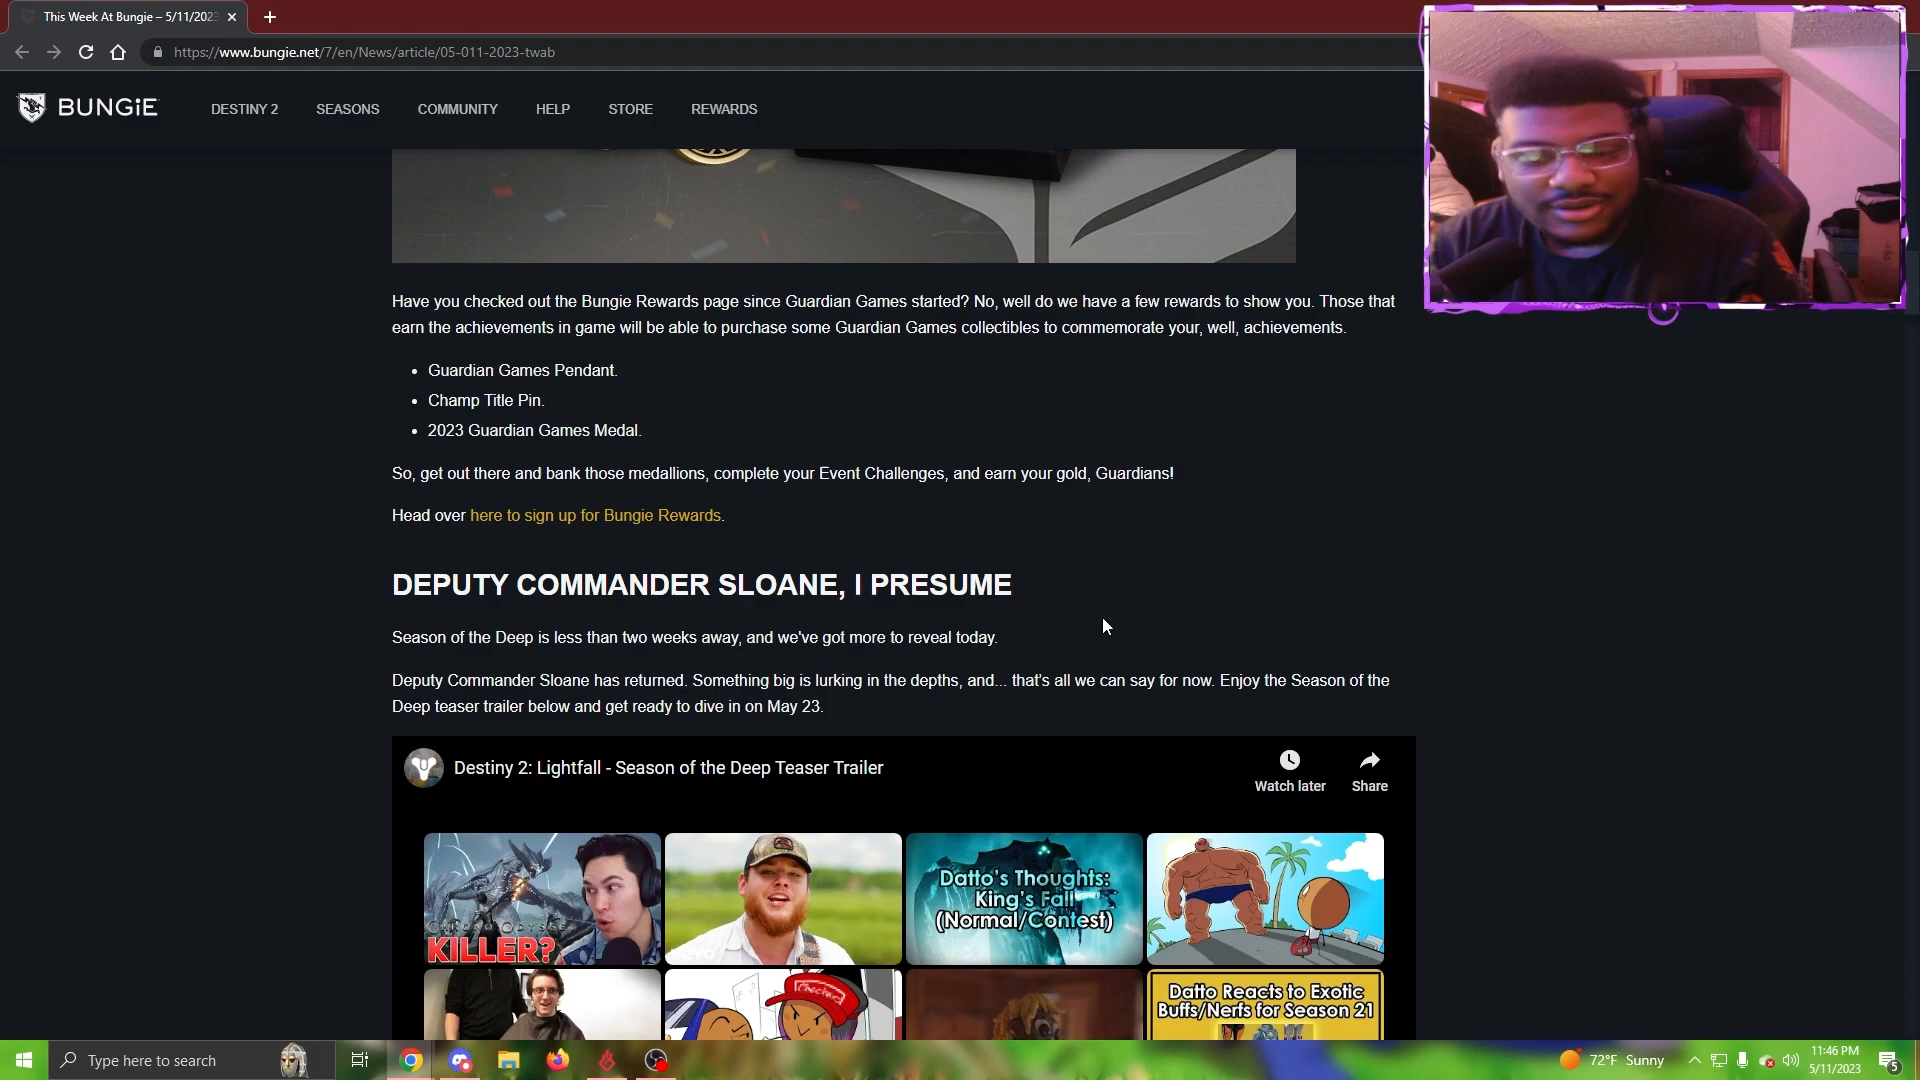 This Week At Bungie – 5/11/2023
https://www.bungie.net/7/en/News/article/05-011-2023-twab
BUNGiE
DESTINY 2
SEASONS
COMMUNITY
HELP
STORE
REWARDS
Have you checked out the Bungie Rewards page since Guardian Games started? No, well do we have a few rewards to show you. Those that
earn the achievements in game will be able to purchase some Guardian Games collectibles to commemorate your, well, achievements.
• Guardian Games Pendant.
• Champ Title Pin.
• 2023 Guardian Games Medal.
So, get out there and bank those medallions, complete your Event Challenges, and earn your gold, Guardians!
Head over here to sign up for Bungie Rewards.
DEPUTY COMMANDER SLOANE, I PRESUME
Season of the Deep is less than two weeks away, and we've got more to reveal today.
Deputy Commander Sloane has returned. Something big is lurking in the depths, and... that's all we can say for now. Enjoy the Season of the
Deep teaser trailer below and get ready to dive in on May 23.
Destiny 2: Lightfall - Season of the Deep Teaser Trailer
Watch later
Share
CHRONO ODYSSEY
KILLER?
Datto's Thoughts:
King's Fall
(Normal/Contest)
Datto Reacts to Exotic
Buffs/Nerfs for Season 21
Type here to search
72°F Sunny
11:46 PM
5/11/2023
5